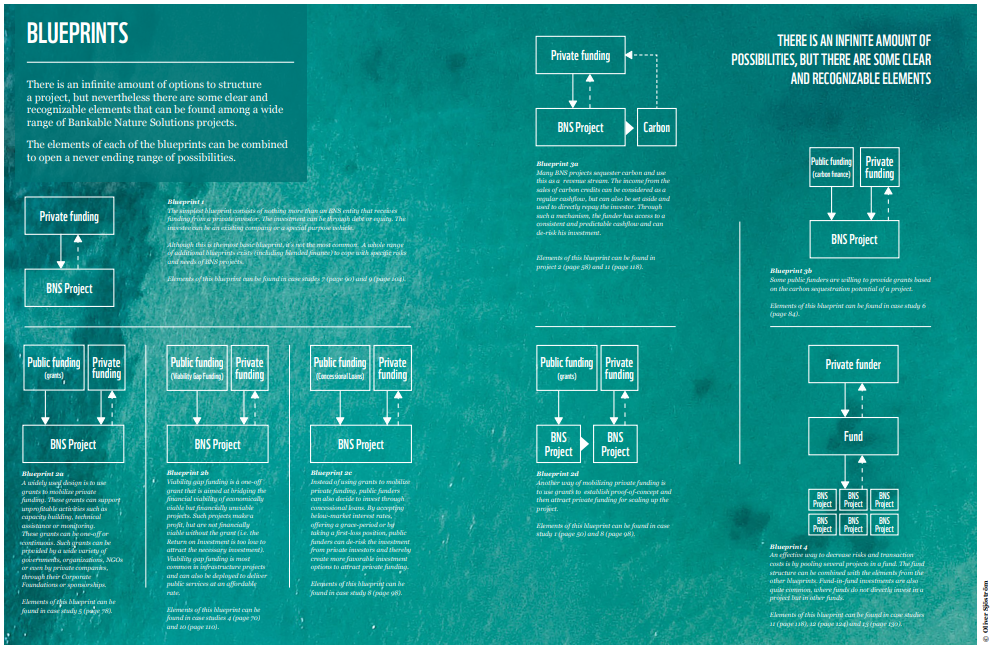 BLUEPRINTS
There is an infinite amount of options to structure
a project, but nevertheless there are some clear and
recognizable elements that can be found among a wide
range of Bankable Nature Solutions projects.
The elements of each of the blueprints can be combined
to open a never ending range of possibilities.
THERE IS AN INFINITE AMOUNT OF
POSSIBILITIES, BUT THERE ARE SOME CLEAR
AND RECOGNIZABLE ELEMENTS
Private funding
BNS Project
Blueprint 1
The simplest blueprint consists of nothing more than an BNS entity that receives
funding from a private investor. The investment can be through debt or equity. The
investee can be an existing company or a special purpose vehicle.
Although this is the most basic blueprint, it's not the most common. A whole range
of additional blueprints exists (including blended finance) to cope with specific risks
and needs of BNS projects.
Elements of this blueprint can be found in case studies 7 (page 90) and 9 (page 104).
Public funding
(grants)
Private
funding
BNS Project
Blueprint 2a
A widely used design is to use
grants to mobilize private
funding. These grants can support
unprofitable activities such as
capacity building, technical
assistance or monitoring.
These grants can be one-off or
continuous. Such grants can be
provided by a wide variety of
governments, organizations, NGOs
or even by private companies,
through their Corporate
Foundations or sponsorships.
Elements of this blueprint can be
found in case study 5 (page 78).
Public funding
(Viability Gap Funding)
Private
funding
BNS Project
Blueprint 2b
Viability gap funding is a one-off
grant that is aimed at bridging the
financial viability of economically
viable but financially unviable
projects. Such projects make a
profit, but are not financially
viable without the grant (i.e. the
Return on Investment is too low to
attract the necessary investment).
Viability gap funding is most
common in infrastructure projects
and can also be deployed to deliver
public services at an affordable
rate.
Elements of this blueprint can be
found in case studies 4 (page 70)
and 10 (page 110).
Public funding
(Concessional Loans)
Private
funding
BNS Project
Blueprint 2c
Instead of using grants to mobilize
private funding, public funders
can also decide to invest through
concessional loans. By accepting
below-market interest rates,
offering a grace-period or by
taking a first-loss position, public
funders can de-risk the investment
from private investors and thereby
create more favorable investment
options to attract private funding.
Elements of this blueprint can be
found in case study 8 (page 98).
Private funding
BNS Project
Carbon
Blueprint 3a
Many BNS projects sequester carbon and use
this as a revenue stream. The income from the
sales of carbon credits can be considered as a
regular cashflow, but can also be set aside and
used to directly repay the investor. Through
such a mechanism, the funder has access to a
consistent and predictable cashflow and can
de-risk his investment.
Elements of this blueprint can be found in
project 2 (page 58) and 11 (page 118).
Public funding
(grants)
Private
funding
BNS
Project
BNS
Project
Blueprint 2d
Another way of mobilizing private funding is
to use grants to establish proof-of-concept and
then attract private funding for scaling up the
project.
Elements of this blueprint can be found in case
study 1 (page 50) and 8 (page 98).
Public funding
(carbon finance)
Private
funding
BNS Project
Blueprint 3b
Some public funders are willing to provide grants based
on the carbon sequestration potential of a project.
Elements of this blueprint can be found in case study 6
(page 84).
Private funder
Fund
BNS
Project
BNS
Project
BNS
Project
BNS
Project
BNS
Project
BNS
Project
Blueprint 4
An effective way to decrease risks and transaction
costs is by pooling several projects in a fund. The fund
structure can be combined with the elements from the
other blueprints. Fund-in-fund investments are also
quite common, where funds do not directly invest in a
project but in other funds.
Elements of this blueprint can be found in case studies
11 (page 118), 12 (page 124) and 13 (page 130).
© Oliver Sjöström